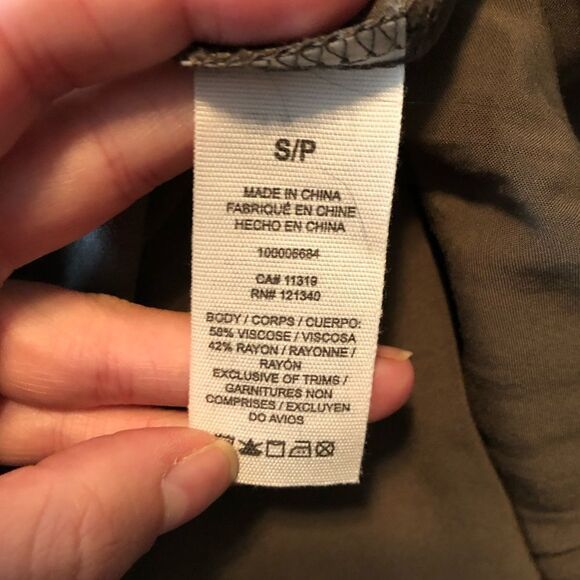 S/P
MADE IN CHINA
FABRIQUÉ EN CHINE
HECHO EN CHINA
100006684
CA# 11319
RN# 121340
BODY / CORPS / CUERPO:
58% VISCOSE / VISCOSA
42% RAYON / RAYONNE /
RAYÓN
EXCLUSIVE OF TRIMS /
GARNITURES NON
COMPRISES / EXCLUYEN
DO AVIOS